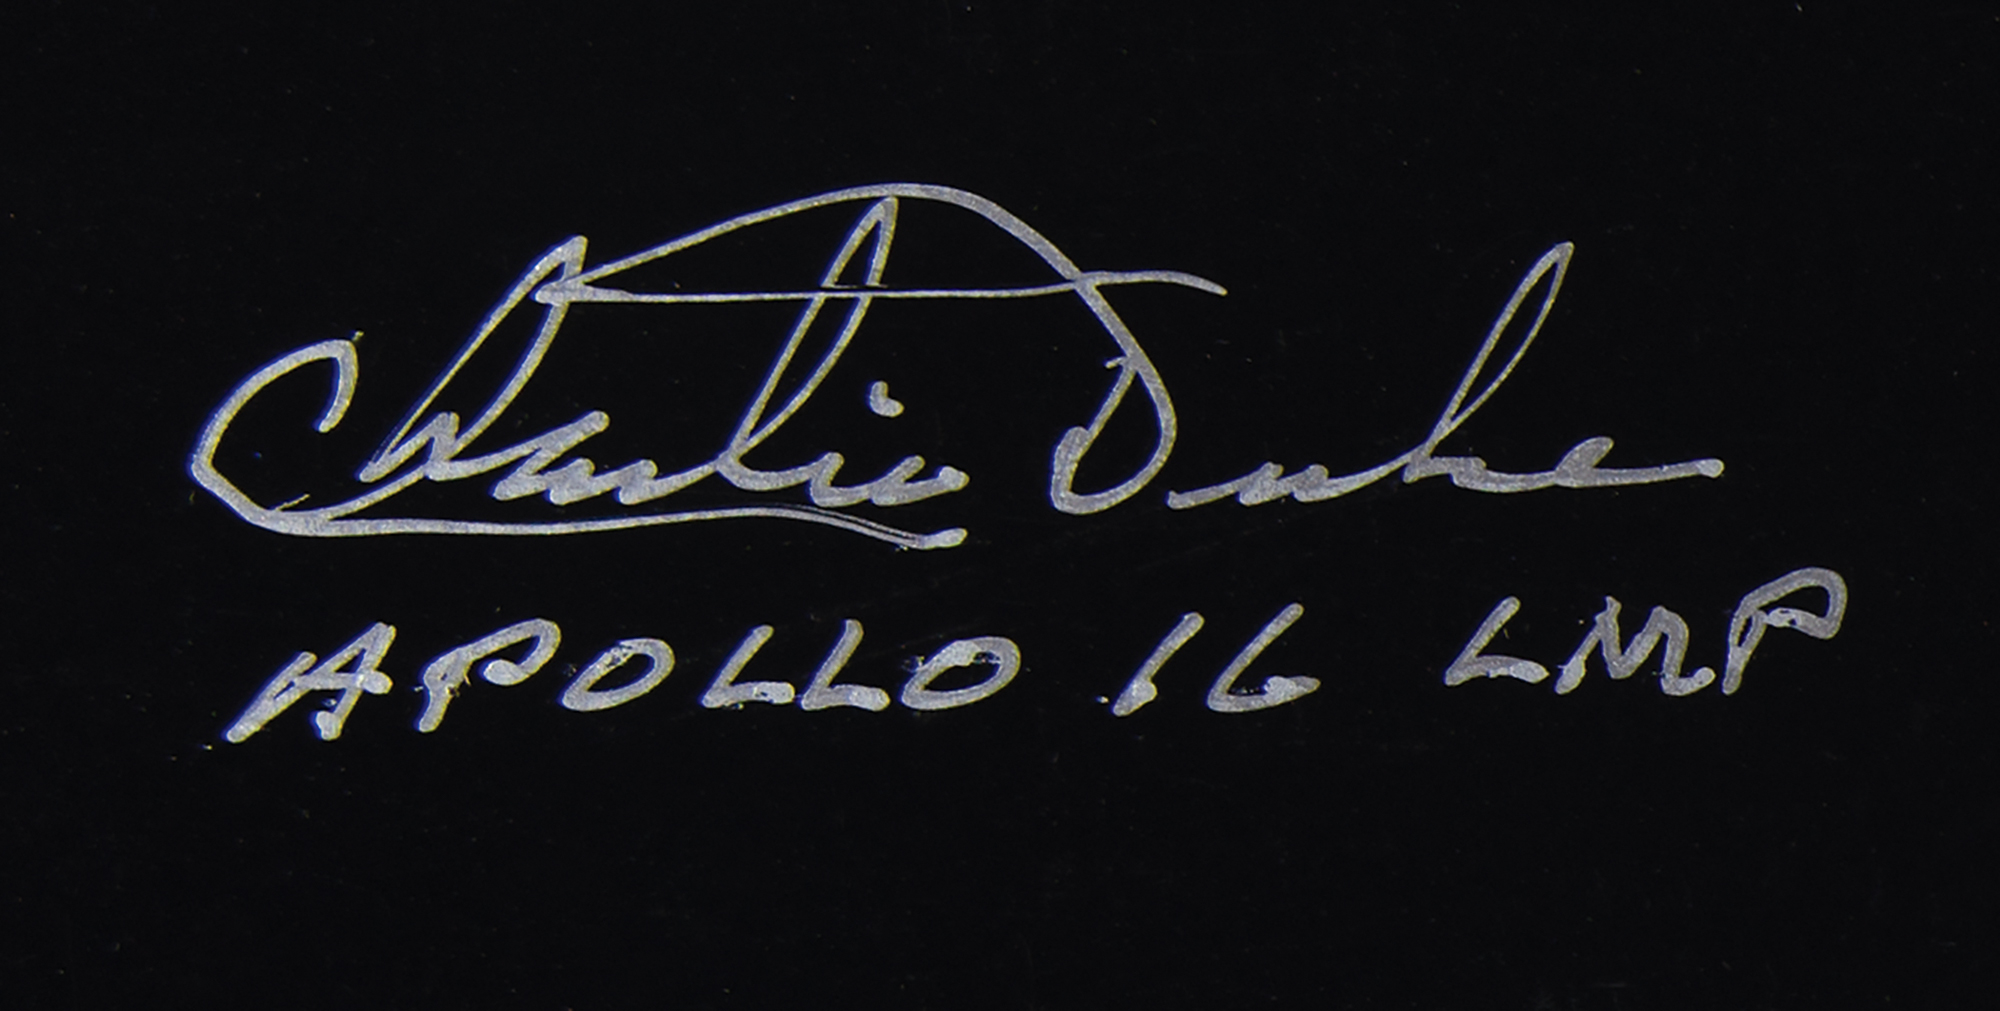 Charlie Duke
APOLLO 16 LMP